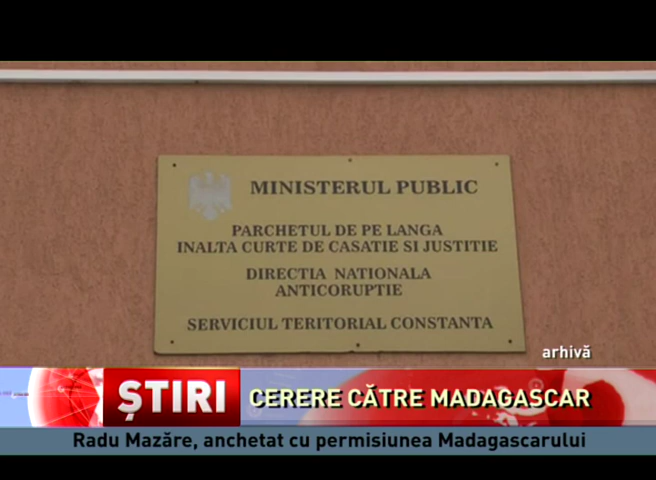 MINISTERUL PUBLIC
PARCHETUL DE PE LANGA
INALTA CURTE DE CASATIE SI JUSTITIE
DIRECTIA NATIONALA
ANTICORUPTIE
SERVICIUL TERITORIAL CONSTANTA
arhivă
ȘTIRI
CERERE CĂTRE MADAGASCAR
Radu Mazăre, anchetat cu permisiunea Madagascarului